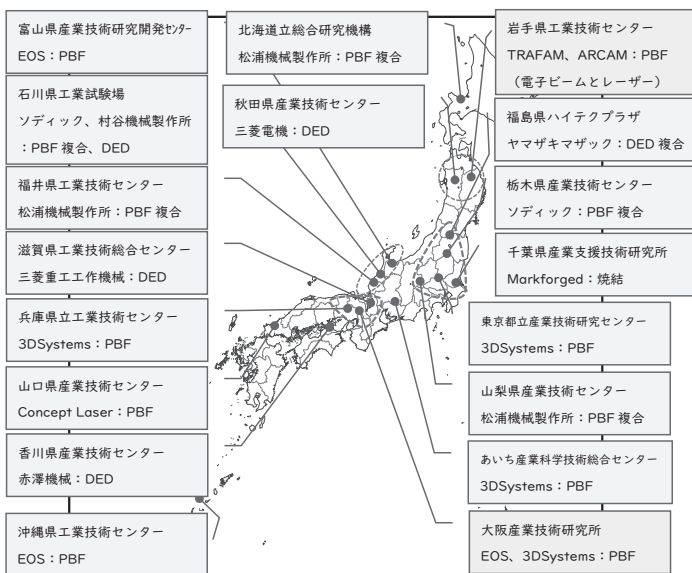 富山県産業技術研究開発ｾﾝﾀｰ
EOS：PBF
石川県工業試験場
ソディック、村谷機械製作所
：PBF 複合、DED
福井県工業技術センター
松浦機械製作所：PBF 複合
滋賀県工業技術総合センター
三菱重工工作機械：DED
兵庫県立工業技術センター
3DSystems：PBF
山口県産業技術センター
Concept Laser：PBF
香川県産業技術センター
赤澤機械：DED
沖縄県工業技術センター
EOS：PBF
北海道立総合研究機構
松浦機械製作所：PBF 複合
秋田県産業技術センター
三菱電機：DED
岩手県工業技術センター
TRAFAM、ARCAM：PBF
（電子ビームとレーザー）
福島県ハイテクプラザ
ヤマザキマザック：DED 複合
栃木県産業技術センター
ソディック：PBF 複合
千葉県産業支援技術研究所
Markforged：焼結
東京都立産業技術研究センター
3DSystems：PBF
山梨県産業技術センター
松浦機械製作所：PBF 複合
あいち産業科学技術総合センター
3DSystems：PBF
大阪産業技術研究所
EOS、3DSystems：PBF